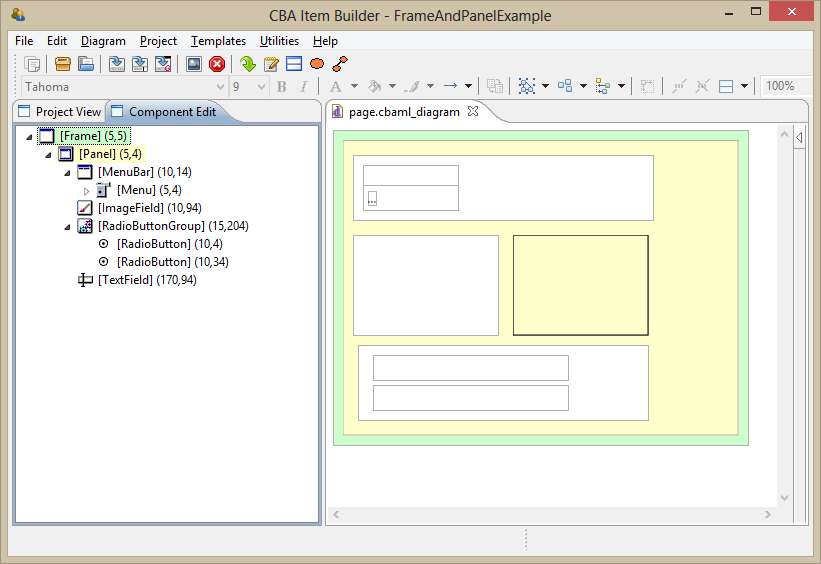 CBA Item Builder - FrameAndPanelExample
File Edit Diagram Project Templates Utilities Help
Tahoma 9 B I A 100%
Project View Component Edit page.cbaml_diagram
[Frame] (5,5)
[Panel] (5,4)
[MenuBar] (10,14)
[Menu] (5,4)
[ImageField] (10,94)
[RadioButtonGroup] (15,204)
[RadioButton] (10,4)
[RadioButton] (10,34)
[TextField] (170,94)
...